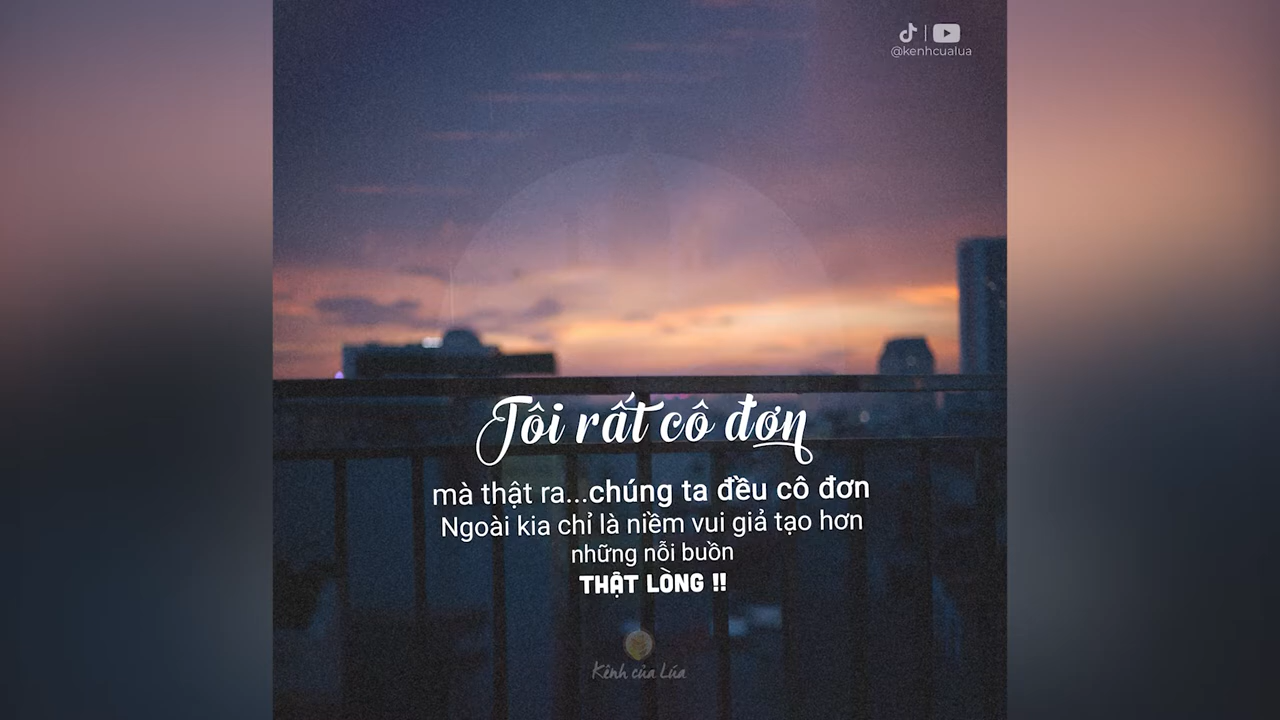 @kenhcualua
Tôi rất cô đơn
mà thật ra...chúng ta đều cô đơn
Ngoài kia chỉ là niềm vui giả tạo hơn
những nỗi buồn
THẬT LÒNG !!
Kênh của Lúa